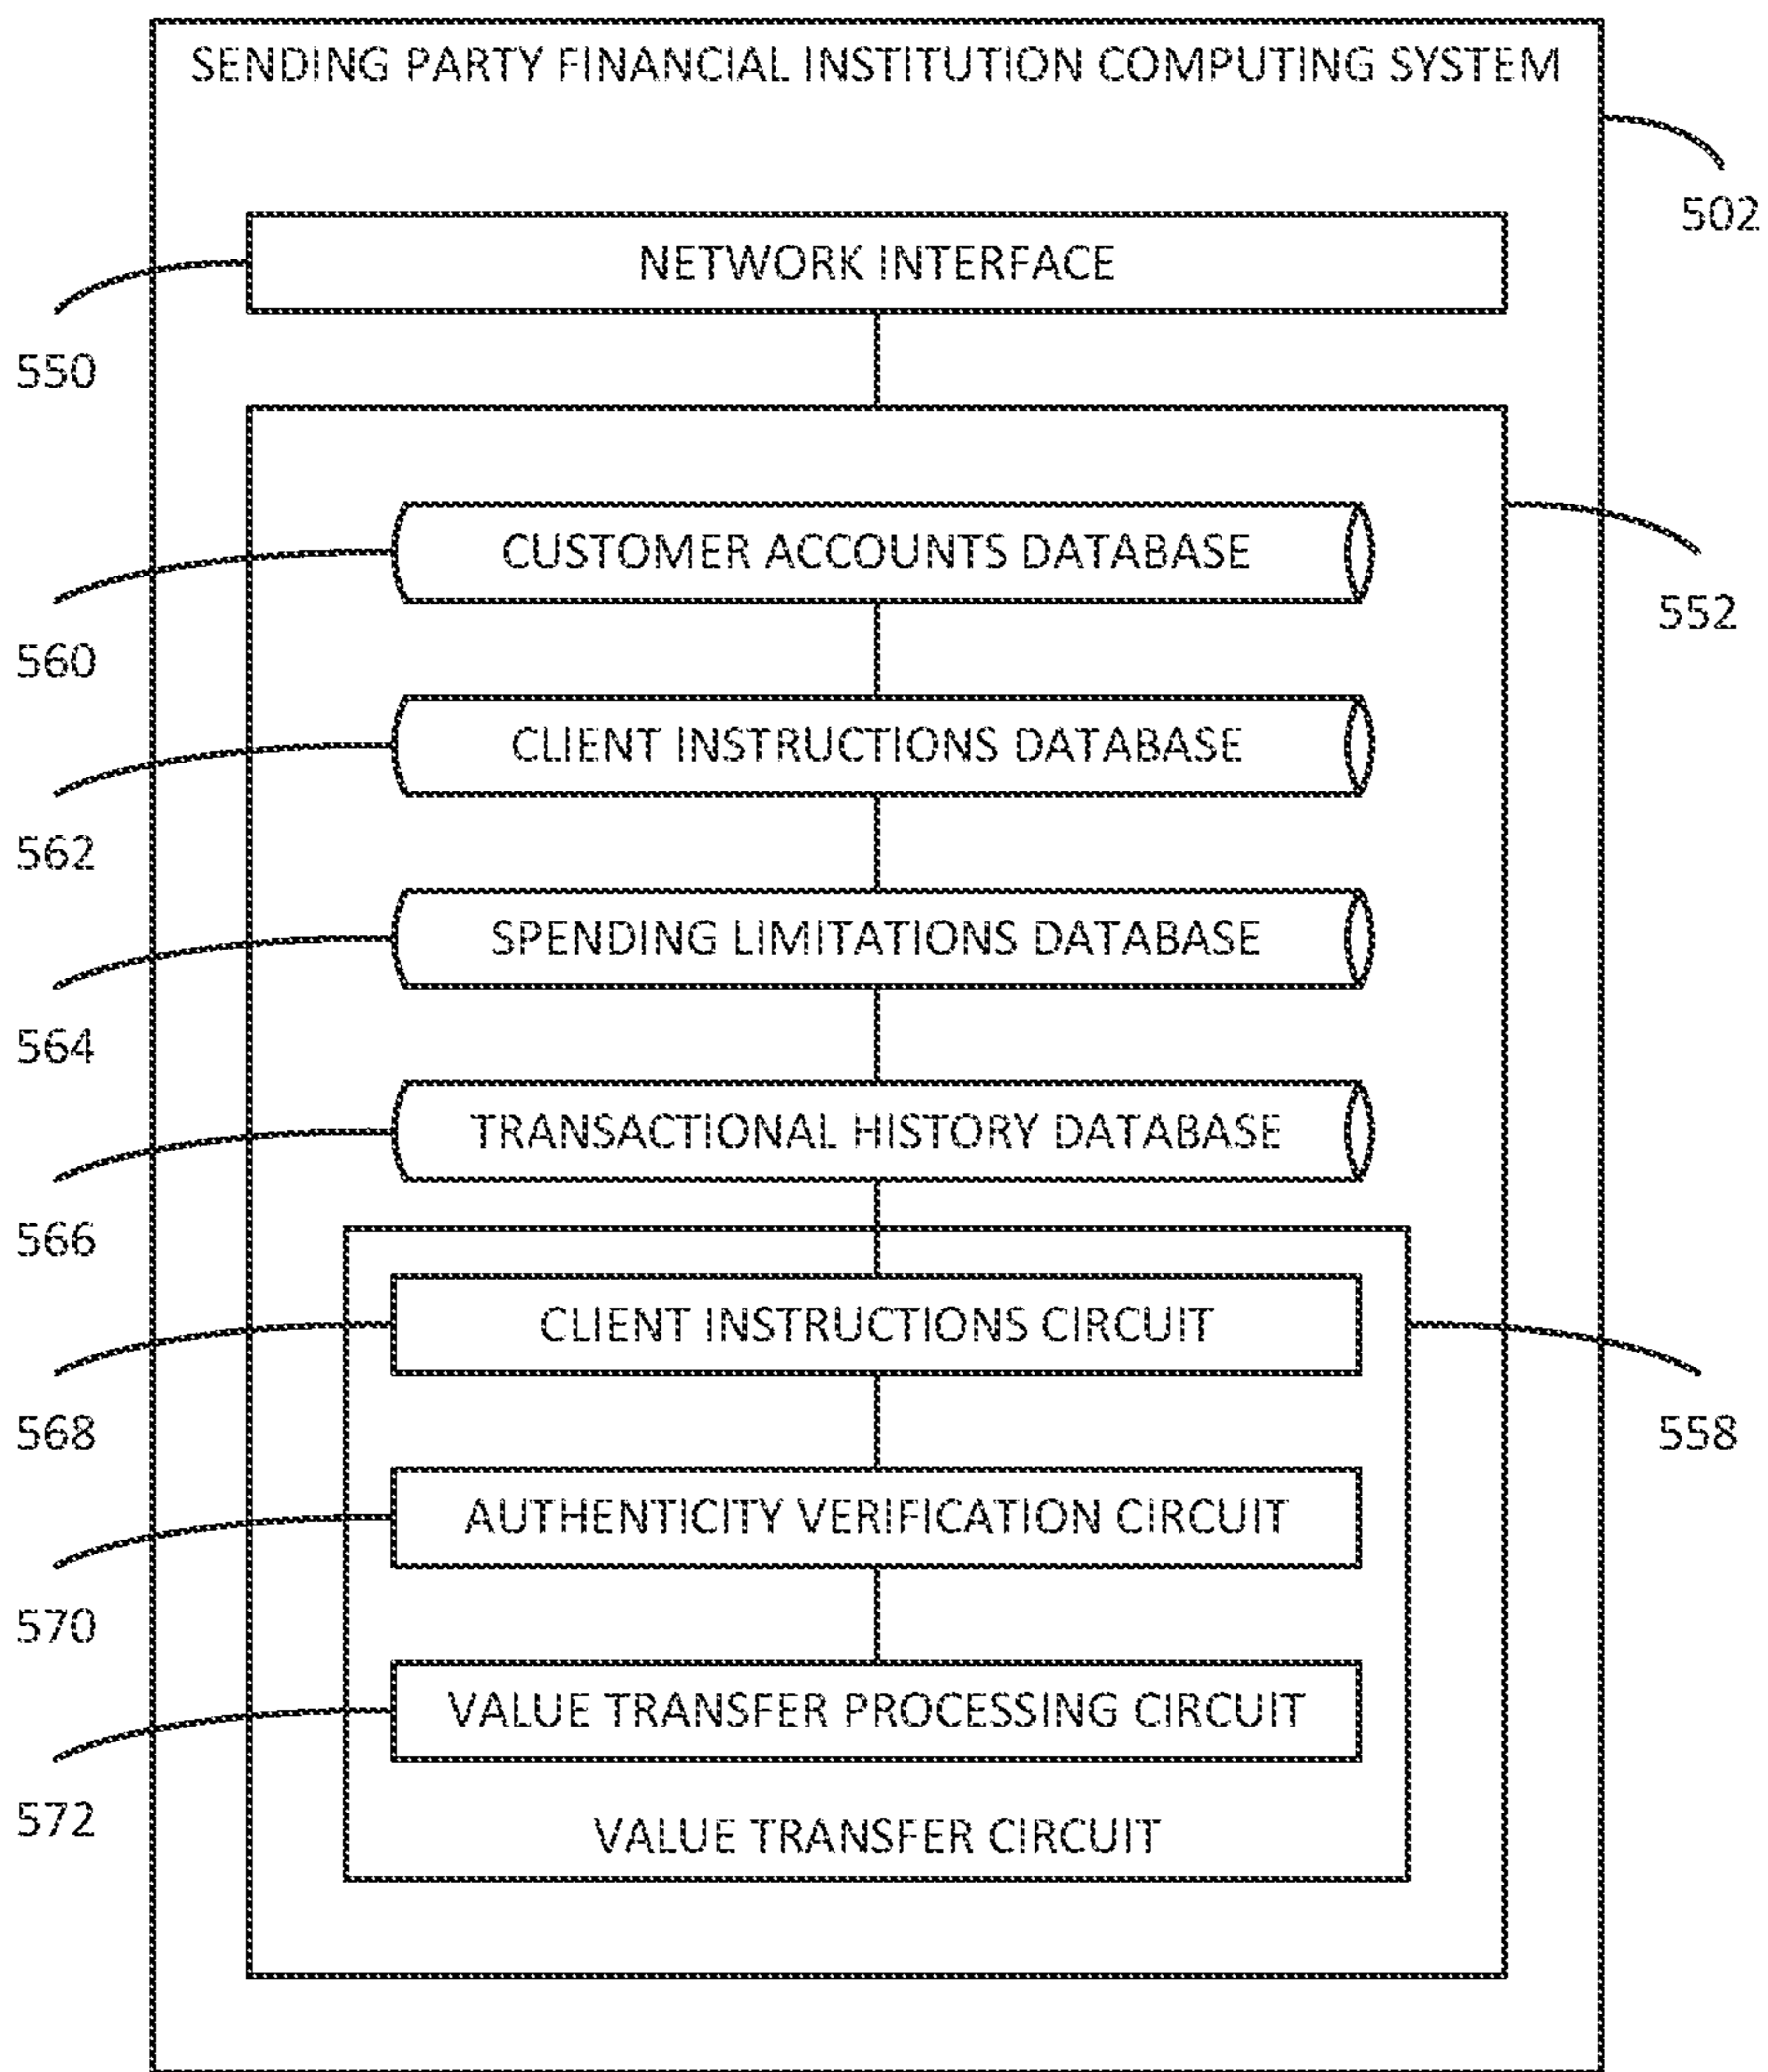 SENDING PARTY FINANCIAL INSTITUTION COMPUTING SYSTEM
502
NETWORK INTERFACE
550
CUSTOMER ACCOUNTS DATABASE
552
560
CLIENT INSTRUCTIONS DATABASE
562
SPENDING LIMITATIONS DATABASE
564
TRANSACTIONAL HISTORY DATABASE
566
CLIENT INSTRUCTIONS CIRCUIT
568
558
AUTHENTICITY VERIFICATION CIRCUIT
570
VALUE TRANSFER PROCESSING CIRCUIT
572
VALUE TRANSFER CIRCUIT